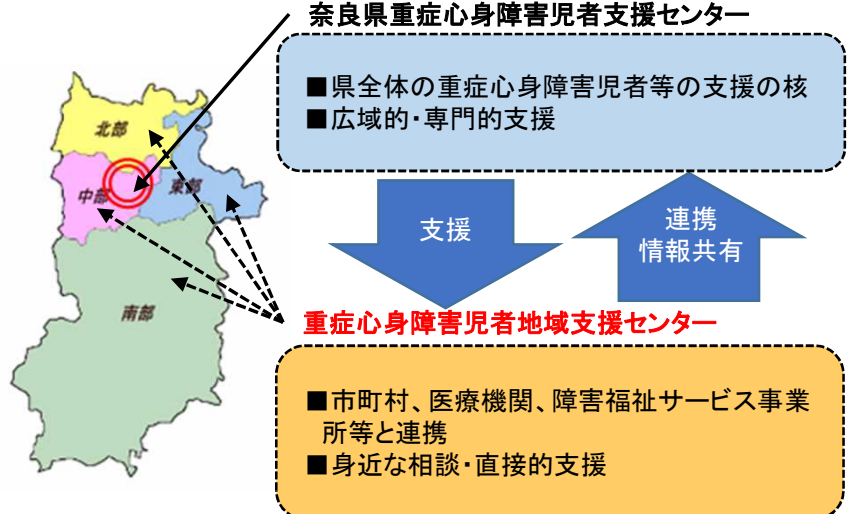 奈良県重症心身障害児者支援センター
■県全体の重症心身障害児者等の支援の核
■広域的・専門的支援
北部
中部
東部
南部
支援
連携
情報共有
重症心身障害児者地域支援センター
■市町村、医療機関、障害福祉サービス事業
所等と連携
■身近な相談・直接的支援